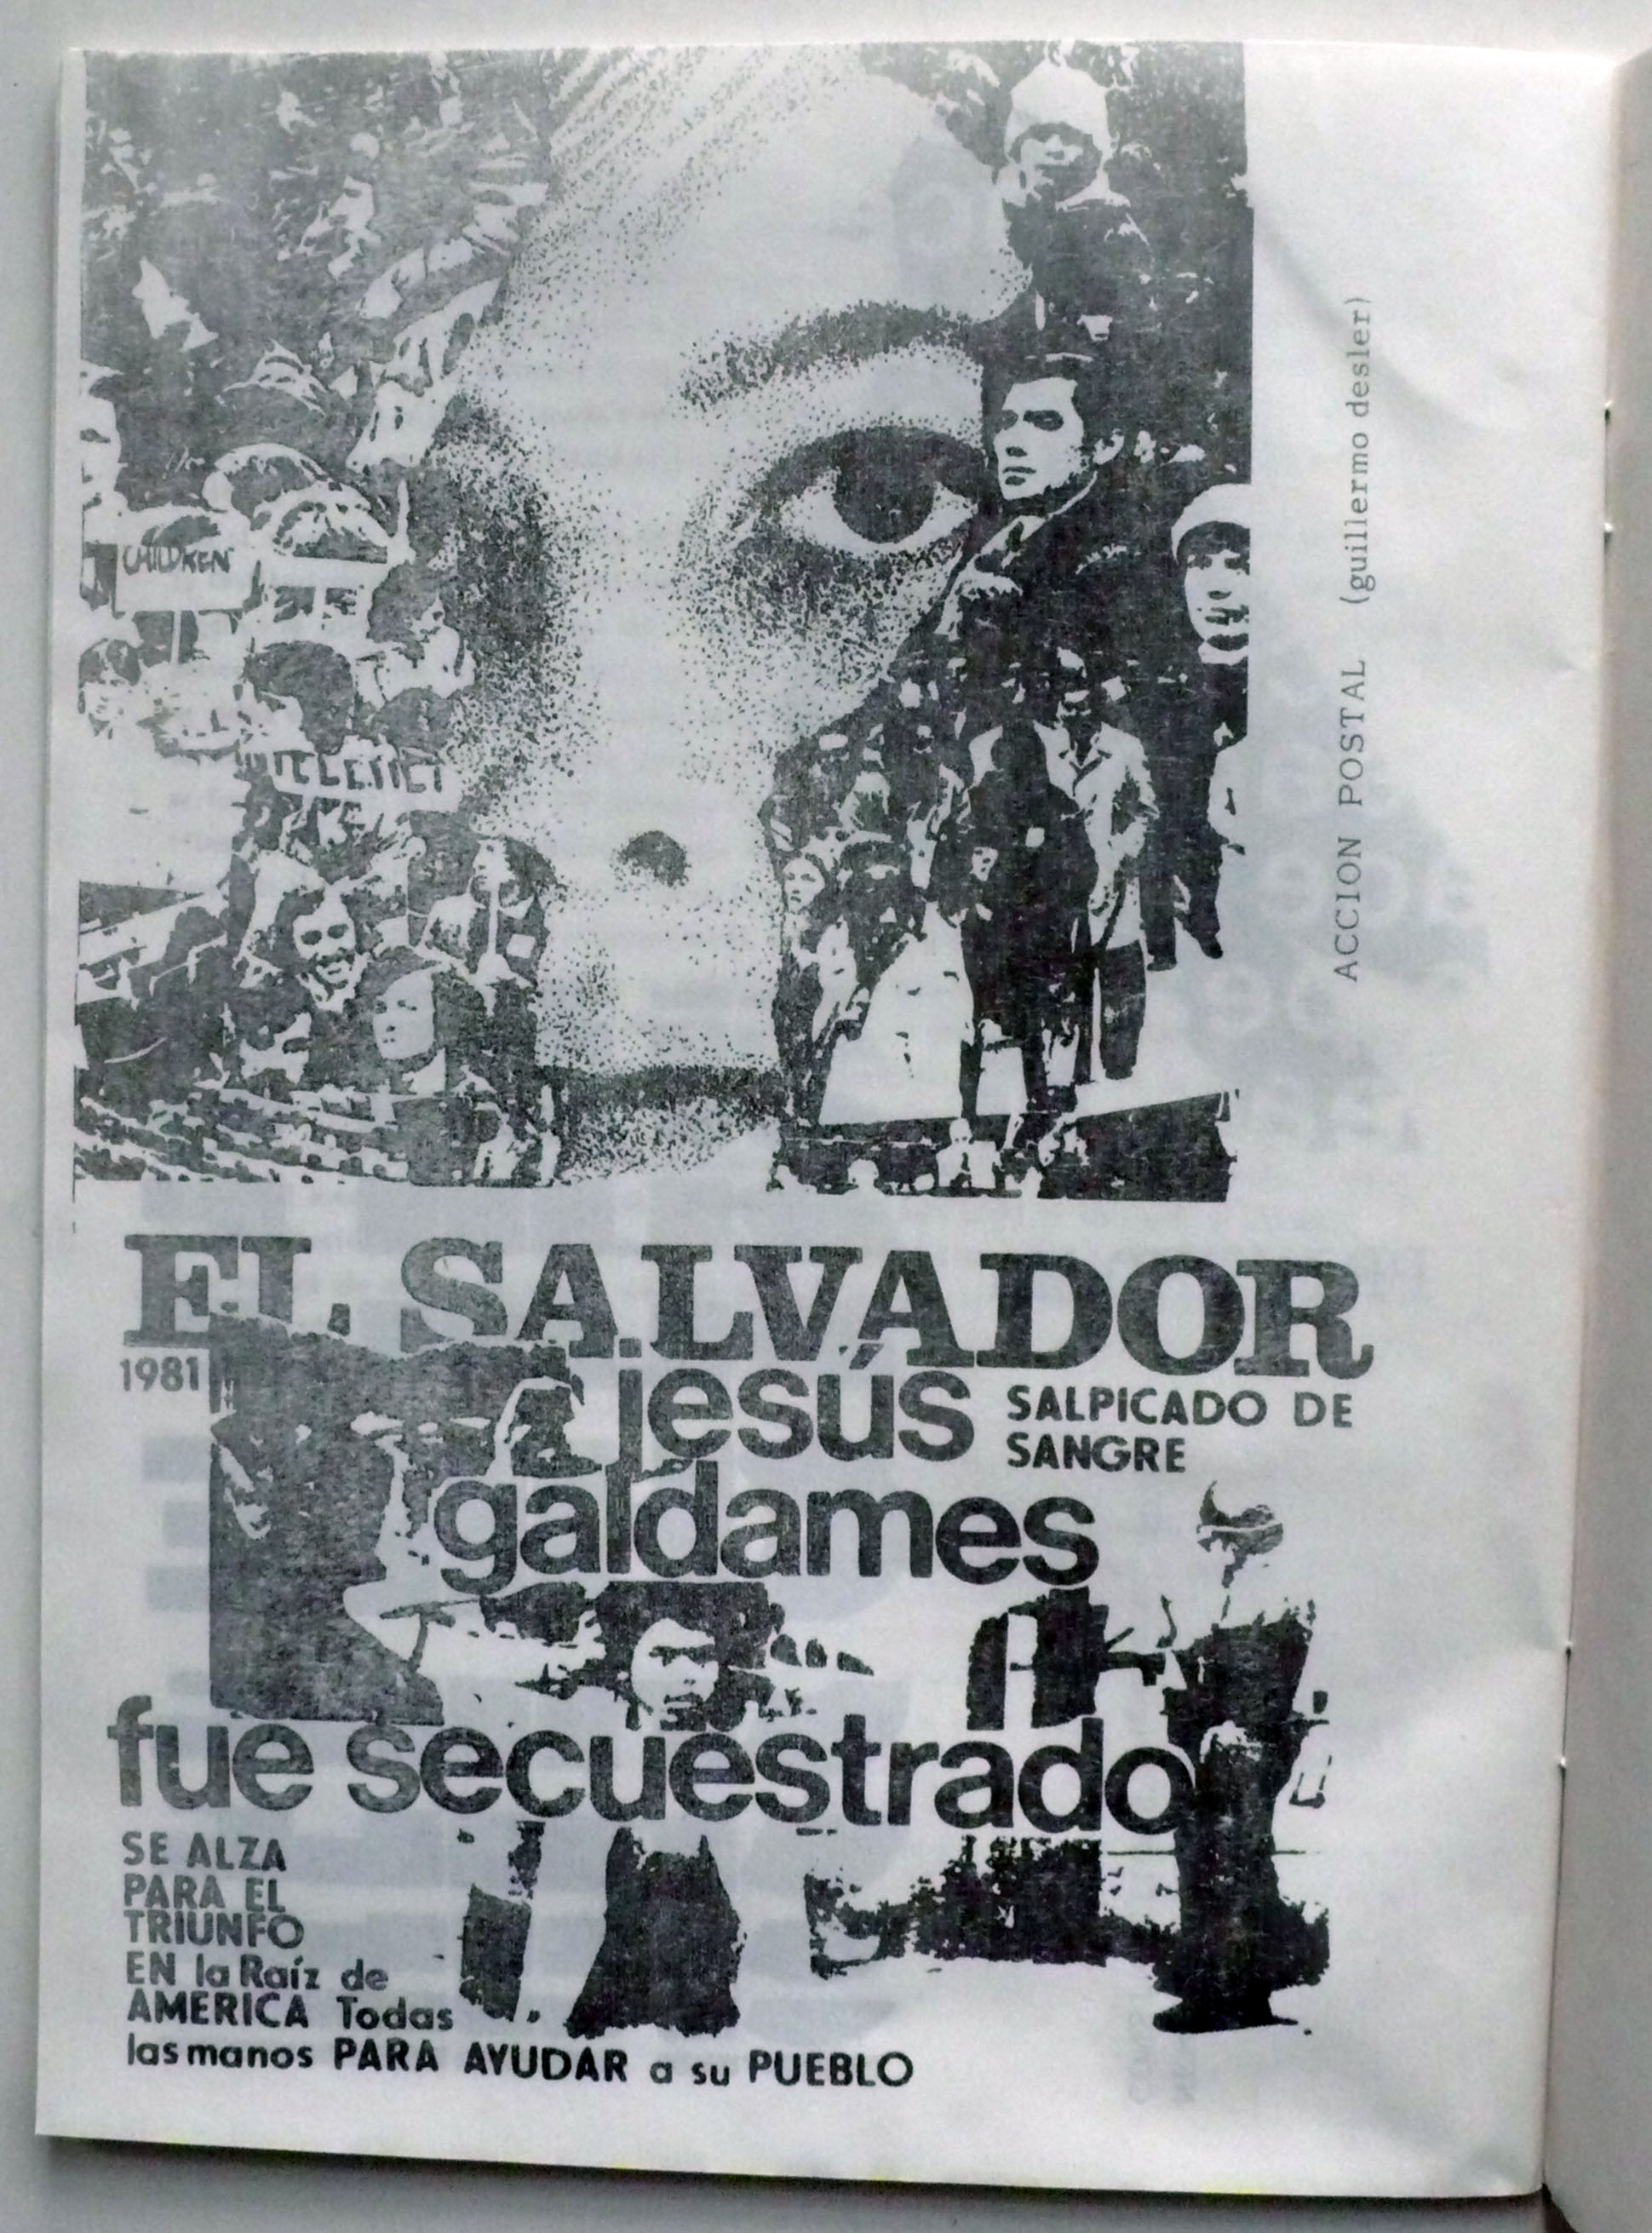 CHILDREN
ACCION POSTAL (guillermo desler)
EL SALVADOR
1981
jesús
SALPICADO DE
SANGRE
galdames
fue secuestrado
SE ALZA
PARA EL
TRIUNFO
EN la Raíz de
AMERICA Todas
las manos PARA AYUDAR a su PUEBLO